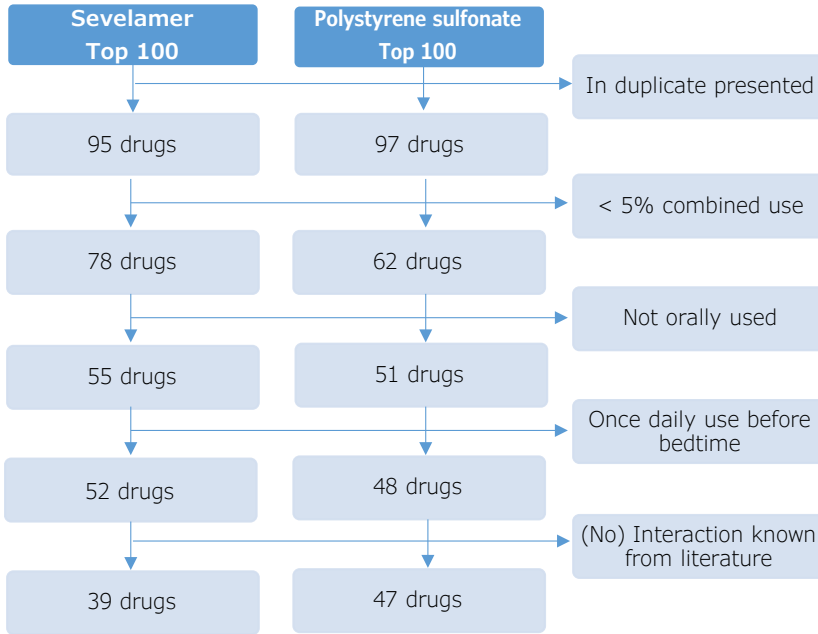 Sevelamer
Top 100
Polystyrene sulfonate
Top 100
In duplicate presented
95 drugs
97 drugs
< 5% combined use
78 drugs
62 drugs
Not orally used
55 drugs
51 drugs
Once daily use before
bedtime
52 drugs
48 drugs
(No) Interaction known
from literature
39 drugs
47 drugs